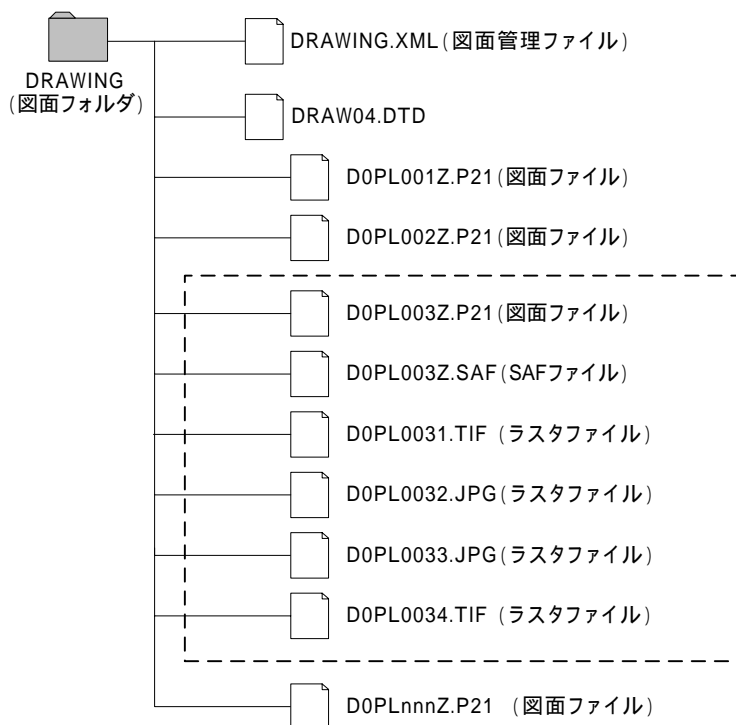 DRAWING
(図面フォルダ)
DRAWING.XML(図面管理ファイル)
DRAW04.DTD
D0PL001Z.P21(図面ファイル)
D0PL002Z.P21(図面ファイル)
D0PL003Z.P21(図面ファイル)
D0PL003Z.SAF(SAFファイル)
D0PL0031.TIF (ラスタファイル)
D0PL0032.JPG(ラスタファイル)
D0PL0033.JPG(ラスタファイル)
D0PL0034.TIF (ラスタファイル)
D0PLnnnZ.P21 (図面ファイル)